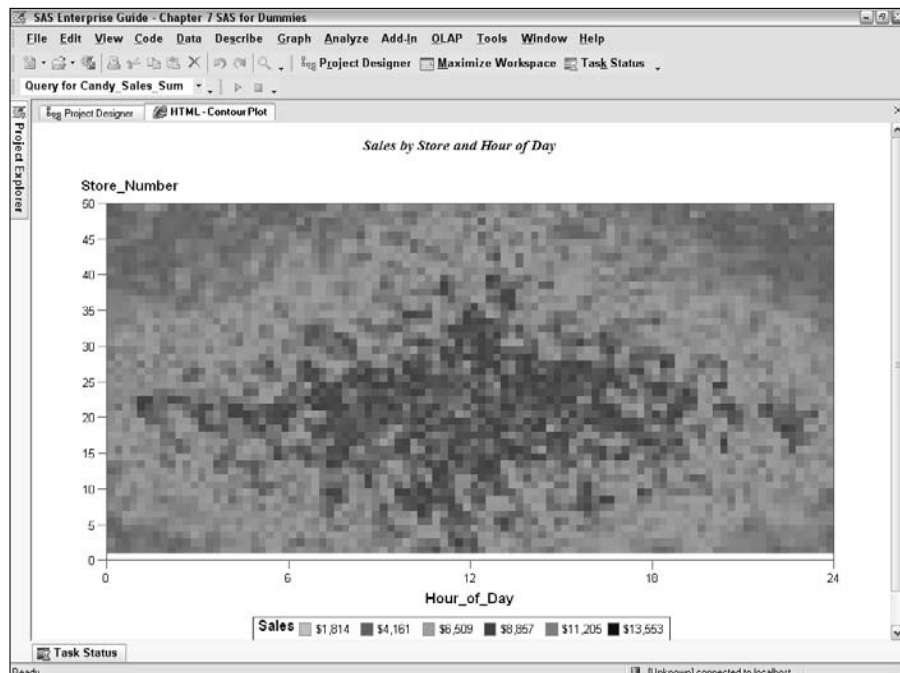 SAS Enterprise Guide - Chapter 7 SAS for Dummies
File Edit View Code Data Describe Graph Analyze Add-In OLAP Tools Window Help
Project Designer Maximize Workspace Task Status
Query for Candy_Sales_Sum
Project Designer HTML - Contour Plot
Project Explorer
Sales by Store and Hour of Day
Store_Number
50
45
40
35
30
25
20
15
10
5
0
0 6 12 18 24
Hour_of_Day
Sales $1,814 $4,161 $6,509 $8,857 $11,205 $13,553
Task Status
Ready [Unknown] connected to localhost